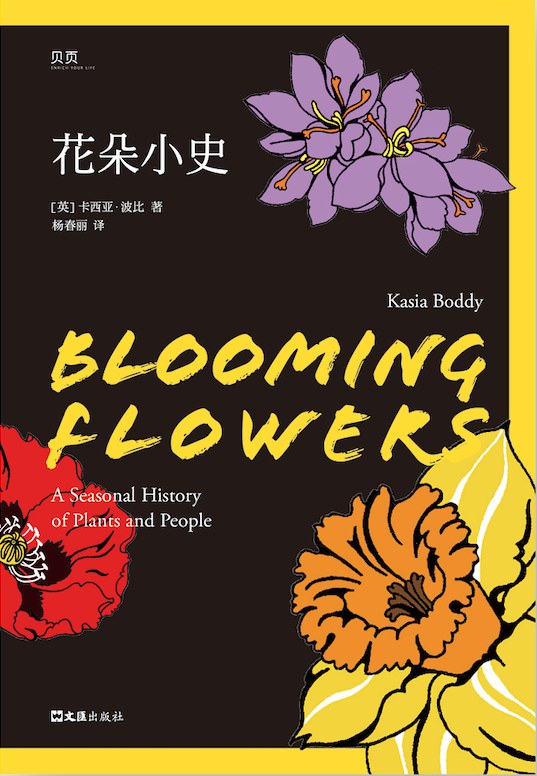 贝页
ENRICH YOUR LIFE
花朵小史
[英] 卡西亚·波比 著
杨春丽 译
Kasia Boddy
BLOOMING
FLOWERS
A Seasonal History
of Plants and People
文匯出版社